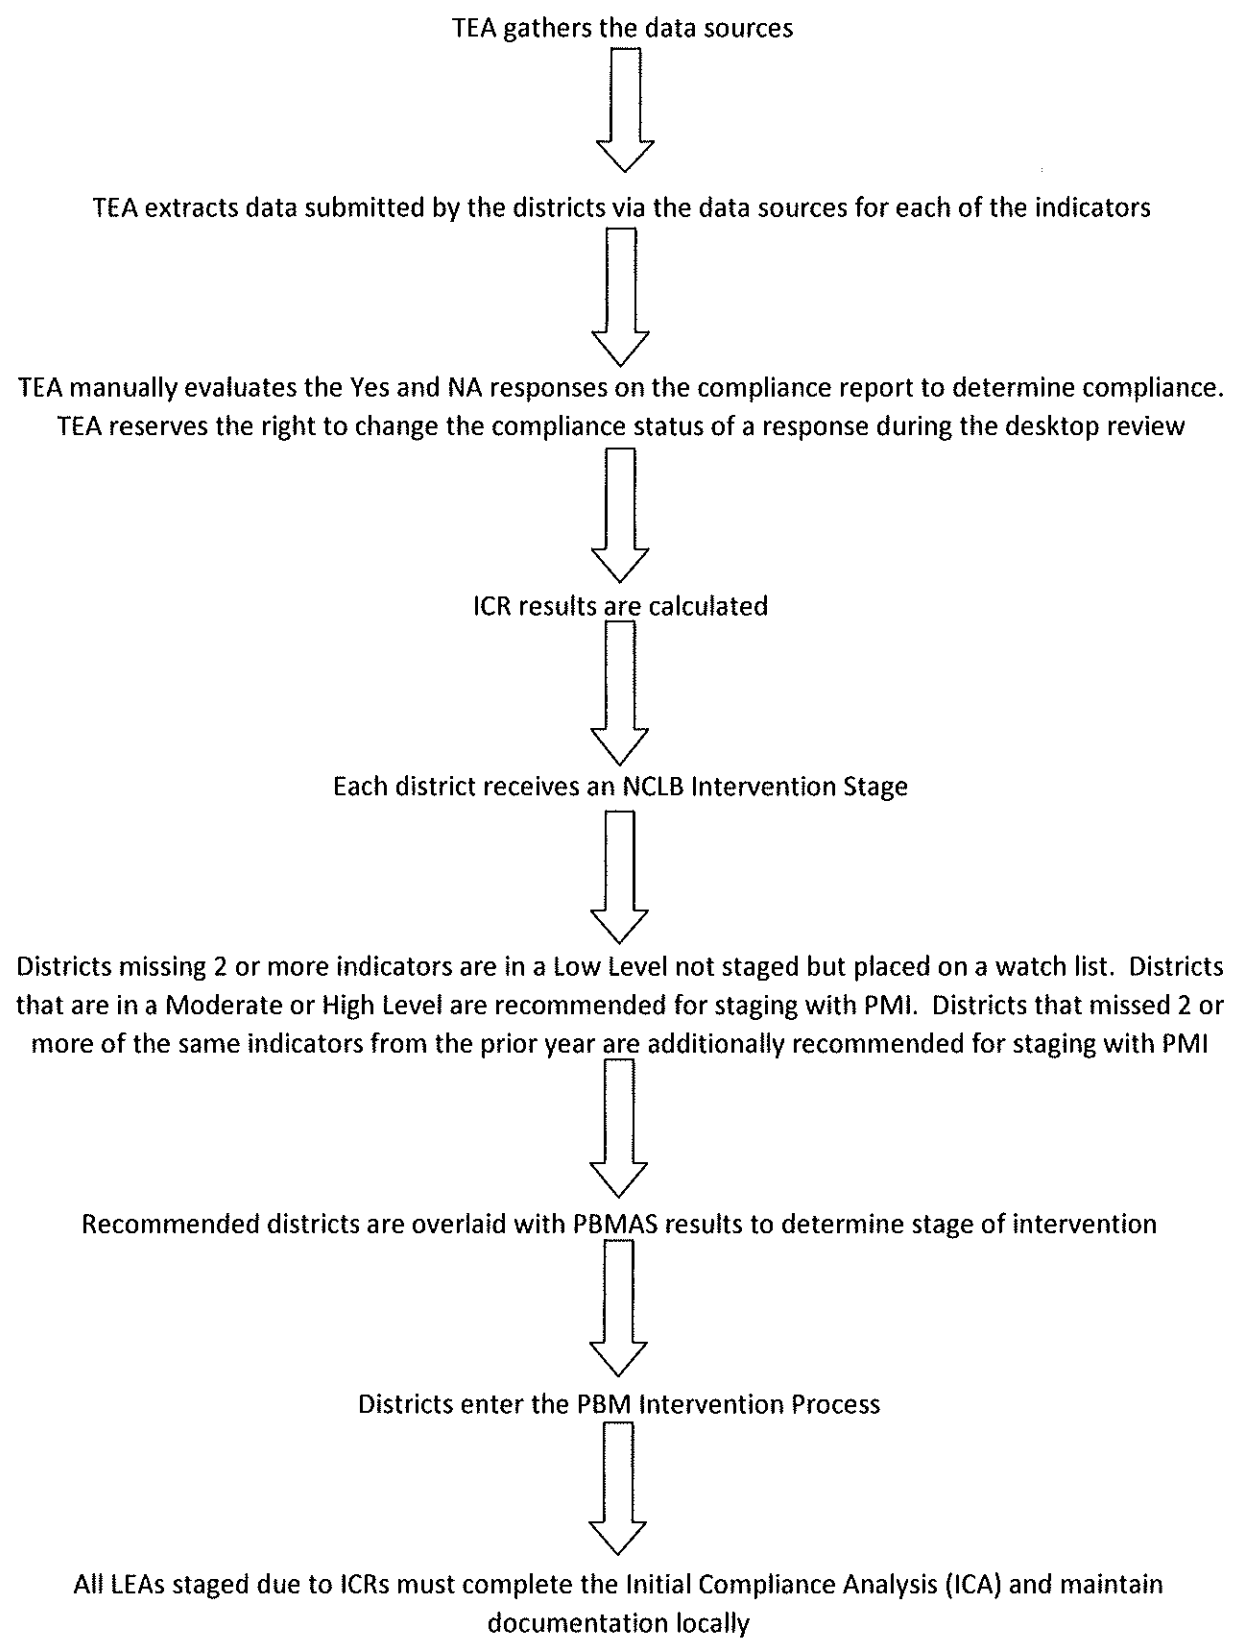 TEA gathers the data sources
TEA extracts data submitted by the districts via the data sources for each of the indicators
TEA manually evaluates the Yes and NA responses on the compliance report to determine compliance.
TEA reserves the right to change the compliance status of a response during the desktop review
ICR results are calculated
Each district receives an NCLB Intervention Stage
Districts missing 2 or more indicators are in a Low Level not staged but placed on a watch list.  Districts
that are in a Moderate or High Level are recommended for staging with PMI.  Districts that missed 2 or
more of the same indicators from the prior year are additionally recommended for staging with PMI
Recommended districts are overlaid with PBMAS results to determine stage of intervention
Districts enter the PBM Intervention Process
All LEAs staged due to ICRs must complete the Initial Compliance Analysis (ICA) and maintain
documentation locally